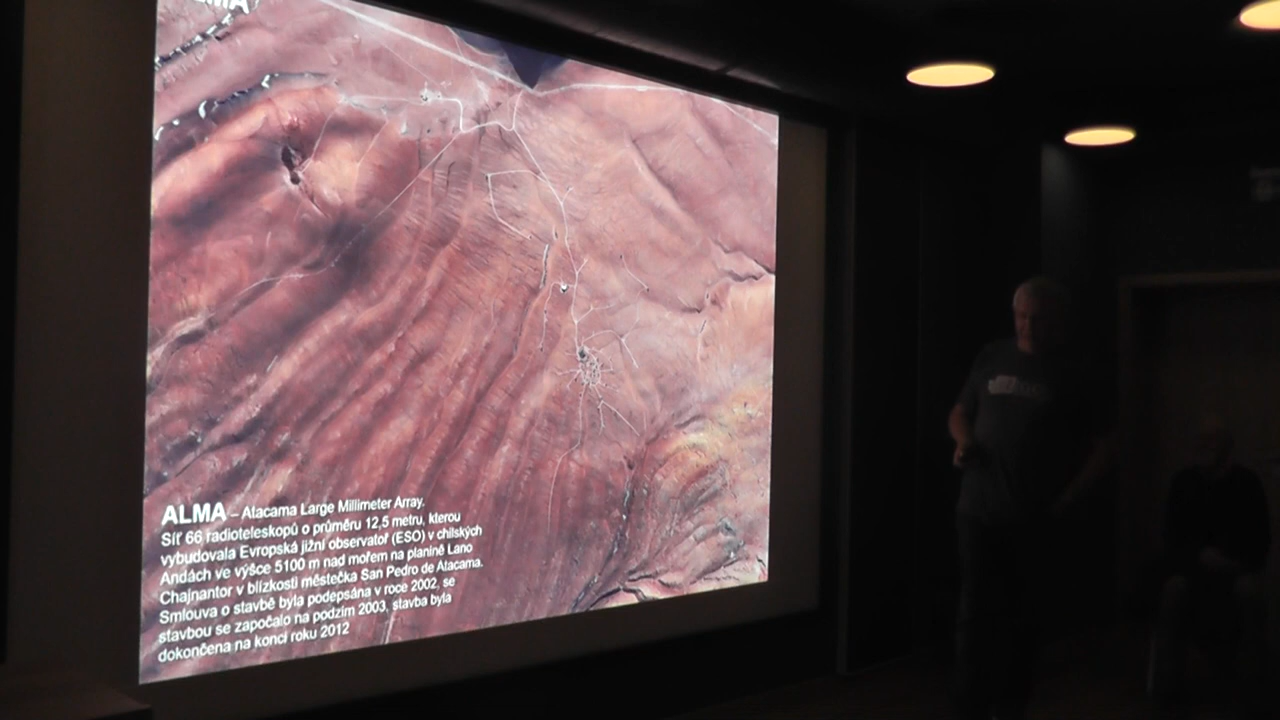 ALMA
ALMA – Atacama Large Millimeter Array.
Síť 66 radioteleskopů o průměru 12,5 metru, kterou
vybudovala Evropská jižní observatoř (ESO) v chilských
Andách ve výšce 5100 m nad mořem na planině Lano
Chajnantor v blízkosti městečka San Pedro de Atacama.
Smlouva o stavbě byla podepsána v roce 2002, se
stavbou se započalo na podzim 2003, stavba byla
dokončena na konci roku 2012